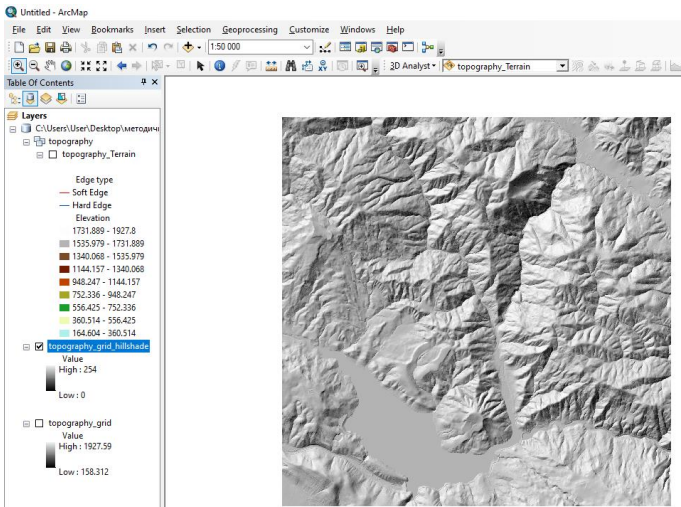 Untitled - ArcMap
File Edit View Bookmarks Insert Selection Geoprocessing Customize Windows Help
1:50 000
3D Analyst topography_Terrain
Table Of Contents
Layers
C:\Users\User\Desktop\методич
topography
topography_Terrain
Edge type
Soft Edge
Hard Edge
Elevation
1731.889 - 1927.8
1535.979 - 1731.889
1340.068 - 1535.979
1144.157 - 1340.068
948.247 - 1144.157
752.336 - 948.247
556.425 - 752.336
360.514 - 556.425
164.604 - 360.514
topography_grid_hillshade
Value
High : 254
Low : 0
topography_grid
Value
High : 1927.59
Low : 158.312